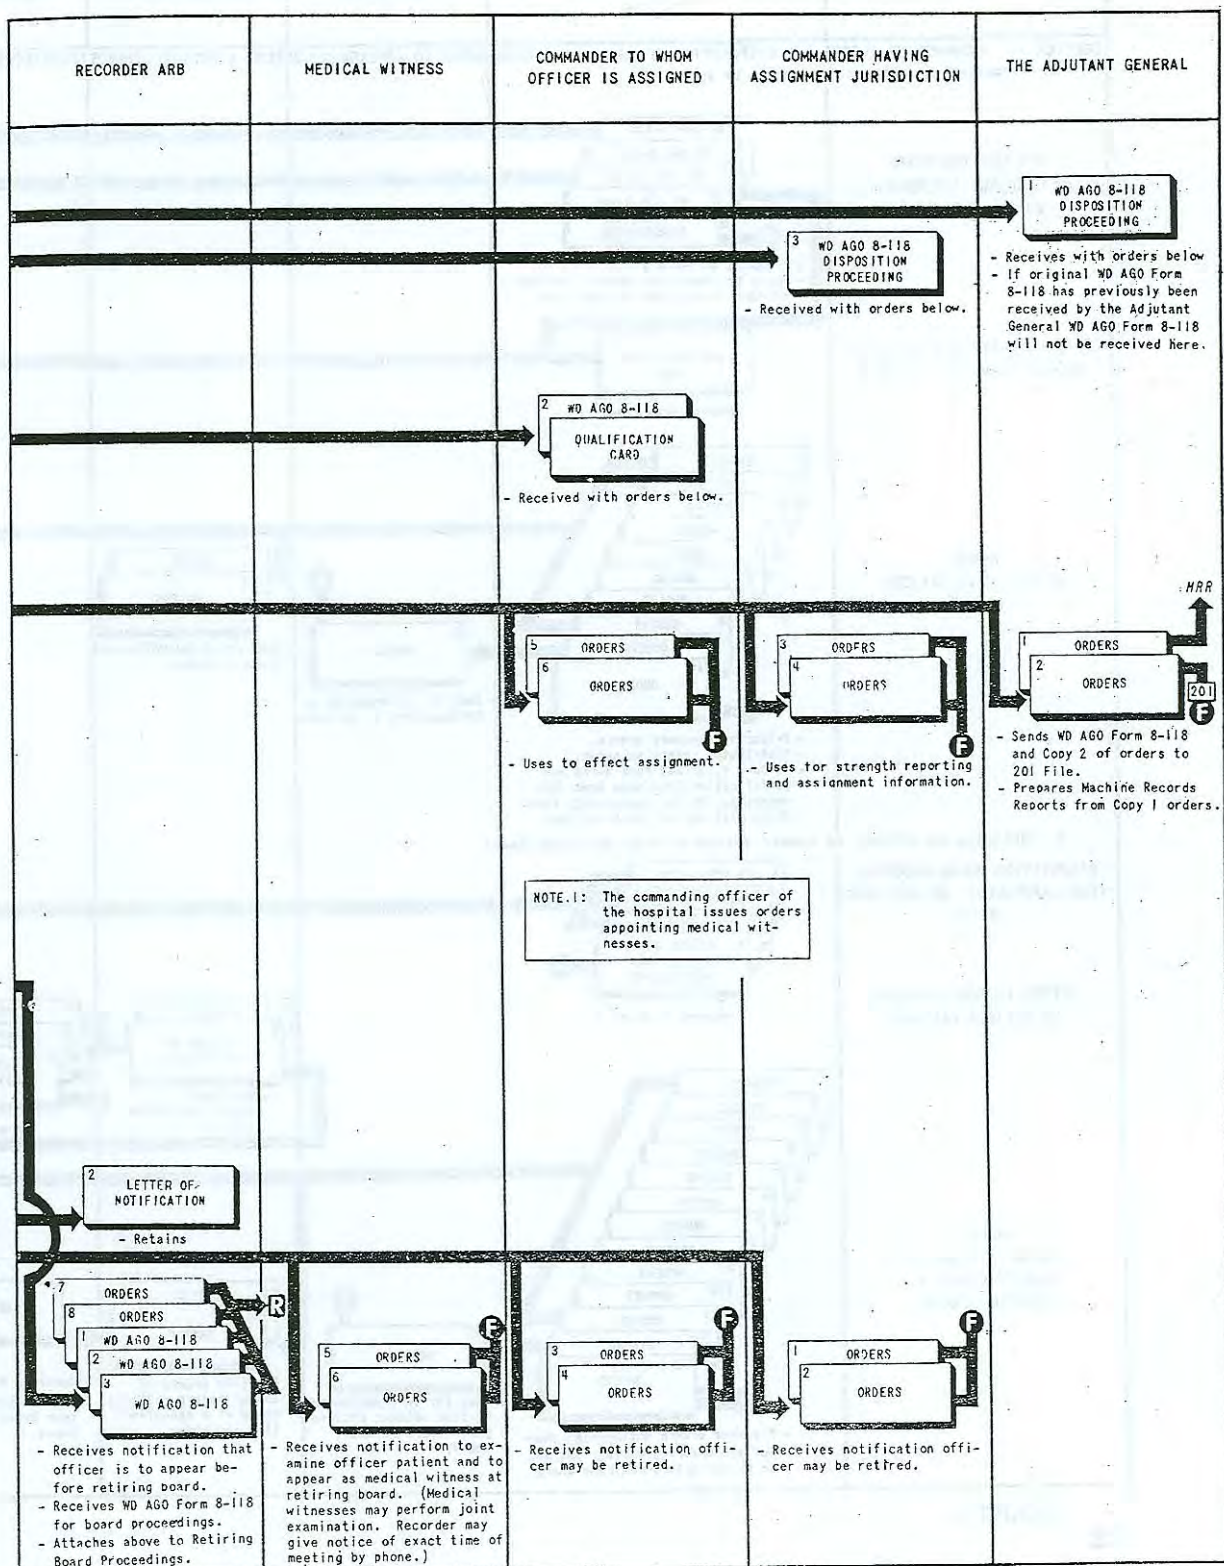 RECORDER ARB
MEDICAL WITNESS
COMMANDER TO WHOM
OFFICER IS ASSIGNED
COMMANDER HAVING
ASSIGNMENT JURISDICTION
THE ADJUTANT GENERAL
1
WD AGO 8-118
DISPOSITION
PROCEEDING
- Receives with orders below
- If original WD AGO Form
8-118 has previously been
received by the Adjutant
General WD AGO Form 8-118
will not be received here.
3
WD AGO 8-118
DISPOSITION
PROCEEDING
- Received with orders below.
2
WD AGO 8-118
QUALIFICATION
CARD
- Received with orders below.
MRR
5
ORDERS
6
ORDERS
F
- Uses to effect assignment.
3
ORDERS
4
ORDERS
F
- Uses for strength reporting
and assignment information.
1
ORDERS
2
ORDERS
201
F
- Sends WD AGO Form 8-118
and Copy 2 of orders to
201 File.
- Prepares Machine Records
Reports from Copy 1 orders.
NOTE.1: The commanding officer of
the hospital issues orders
appointing medical wit-
nesses.
2
LETTER OF
NOTIFICATION
- Retains
7
ORDERS
8
ORDERS
1
WD AGO 8-118
2
WD AGO 8-118
3
WD AGO 8-118
R
- Receives notification that
officer is to appear be-
fore retiring board.
- Receives WD AGO Form 8-118
for board proceedings.
- Attaches above to Retiring
Board Proceedings.
5
ORDERS
6
ORDERS
F
- Receives notification to ex-
amine officer patient and to
appear as medical witness at
retiring board. (Medical
witnesses may perform joint
examination. Recorder may
give notice of exact time of
meeting by phone.)
3
ORDERS
4
ORDERS
F
- Receives notification offi-
cer may be retired.
1
ORDERS
2
ORDERS
F
- Receives notification offi-
cer may be retired.